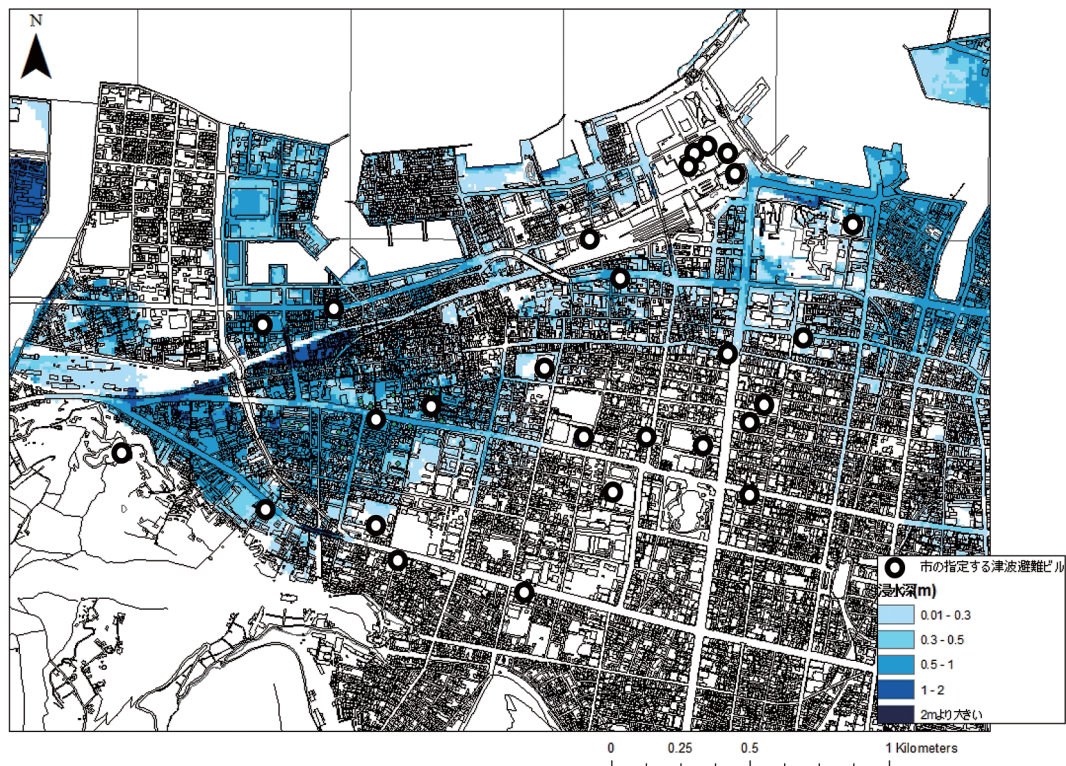 N
市の指定する津波避難ビル
浸水深(m)
0.01 - 0.3
0.3 - 0.5
0.5 - 1
1 - 2
2mより大きい
0 0.25 0.5 1 Kilometers